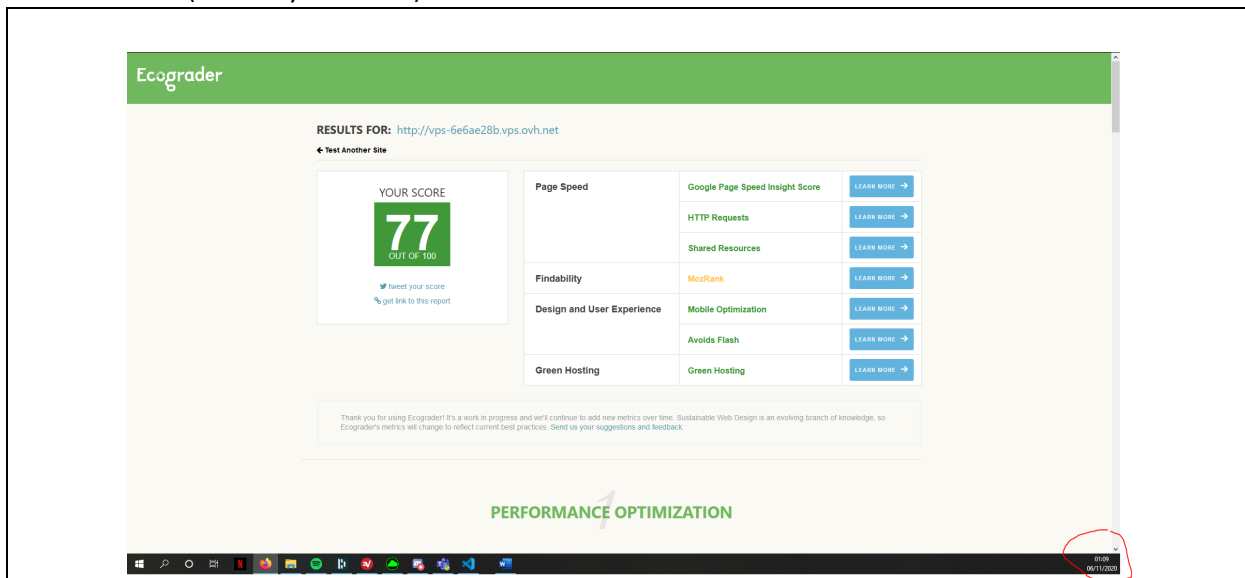 Ecograder
RESULTS FOR: http://vps-6e6ae28b.vps.ovh.net
Test Another Site
YOUR SCORE
77
OUT OF 100
tweet your score
get link to this report
Page Speed
Google Page Speed Insight Score
LEARN MORE
HTTP Requests
LEARN MORE
Shared Resources
LEARN MORE
Findability
MozRank
LEARN MORE
Design and User Experience
Mobile Optimization
LEARN MORE
Avoids Flash
LEARN MORE
Green Hosting
Green Hosting
LEARN MORE
Thank you for using Ecograder! It's a work in progress and we'll continue to add new metrics over time. Sustainable Web Design is an evolving branch of knowledge, so
Ecograder's metrics will change to reflect current best practices. Send us your suggestions and feedback.
1
PERFORMANCE OPTIMIZATION
01:09
06/11/2020